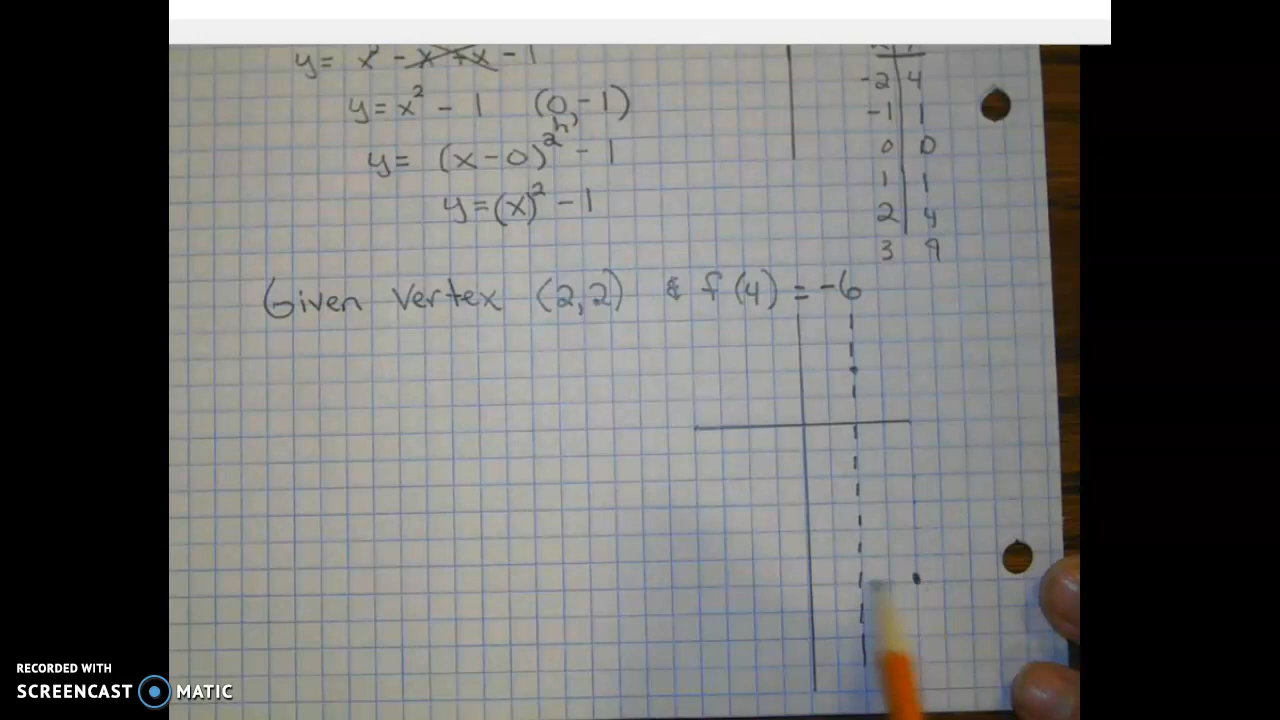 y = x² - x + x - 1
y = x² - 1 (0, -1)
h
y = (x - 0)² - 1
y = (x)² - 1
-2 4
-1 1
0 0
1 1
2 4
3 9
Given Vertex (2,2) & f(4) = -6
RECORDED WITH
SCREENCAST MATIC